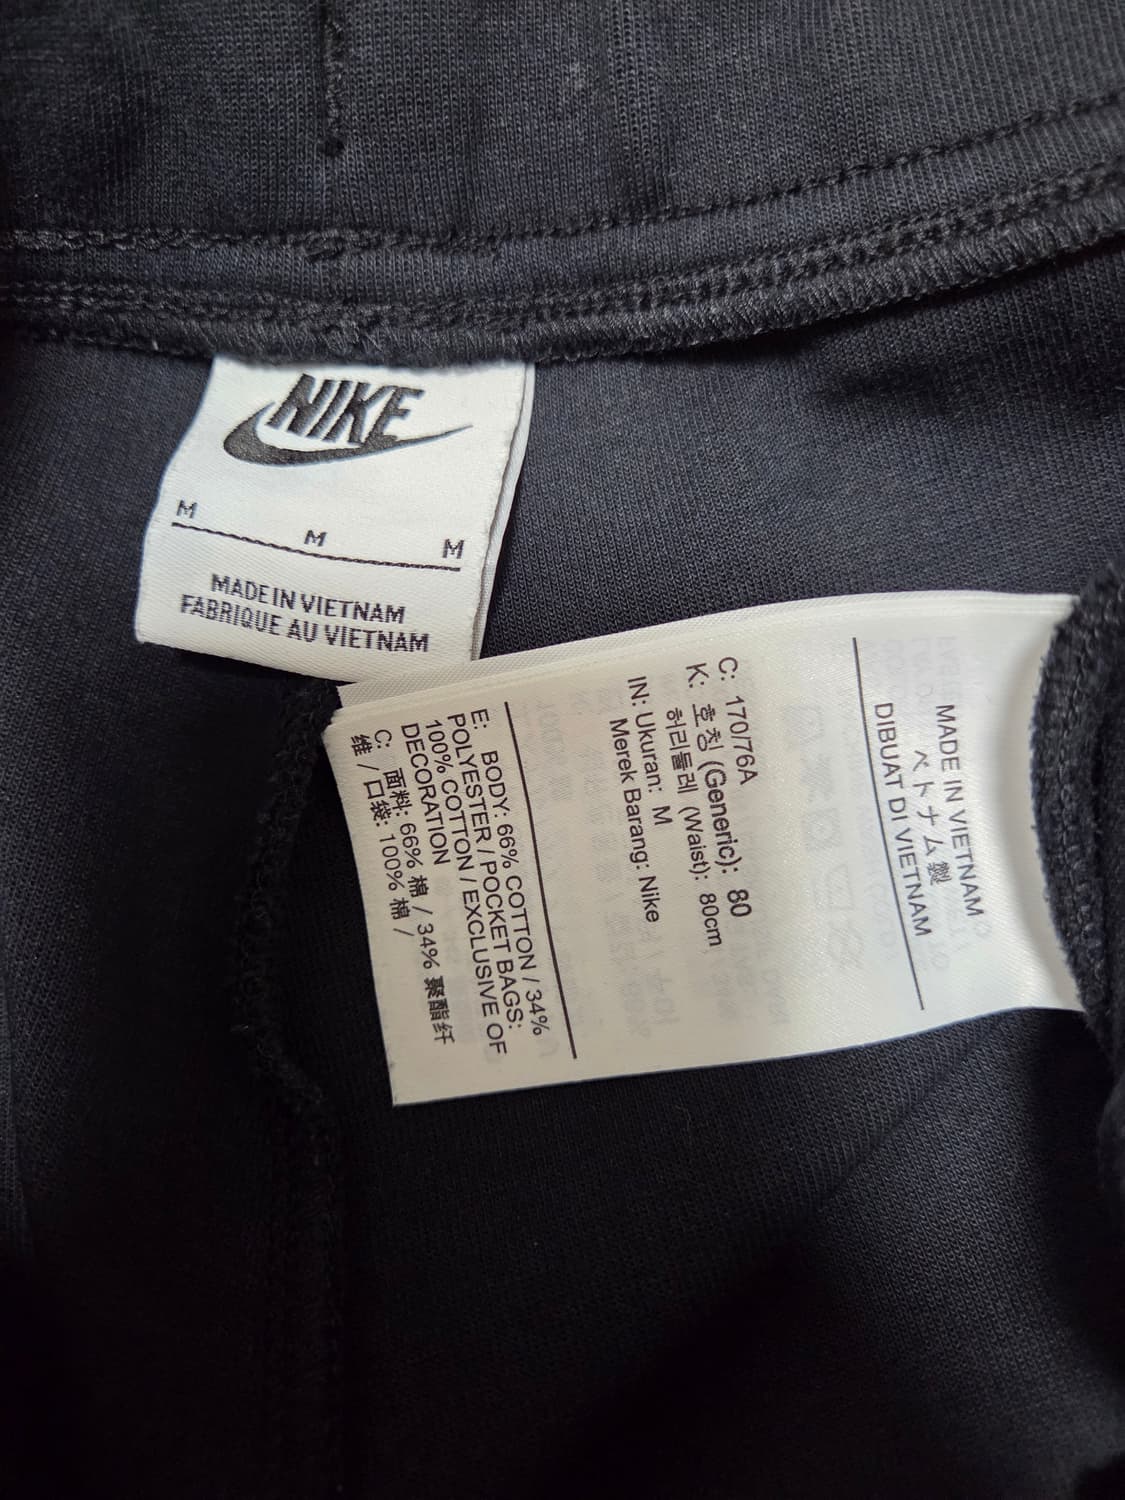 NIKE
M
M
M
MADE IN VIETNAM
FABRIQUE AU VIETNAM
MADE IN VIETNAM
ベトナム製
DIBUAT DI VIETNAM
C: 170/76A
K: 호칭 (Generic): 80
허리둘레 (Waist): 80cm
IN: Ukuran: M
Merek Barang: Nike
E: BODY: 66% COTTON / 34%
POLYESTER / POCKET BAGS:
100% COTTON / EXCLUSIVE OF
DECORATION
C: 面料: 66% 棉 / 34% 聚酯纤
维 / 口袋: 100% 棉 /